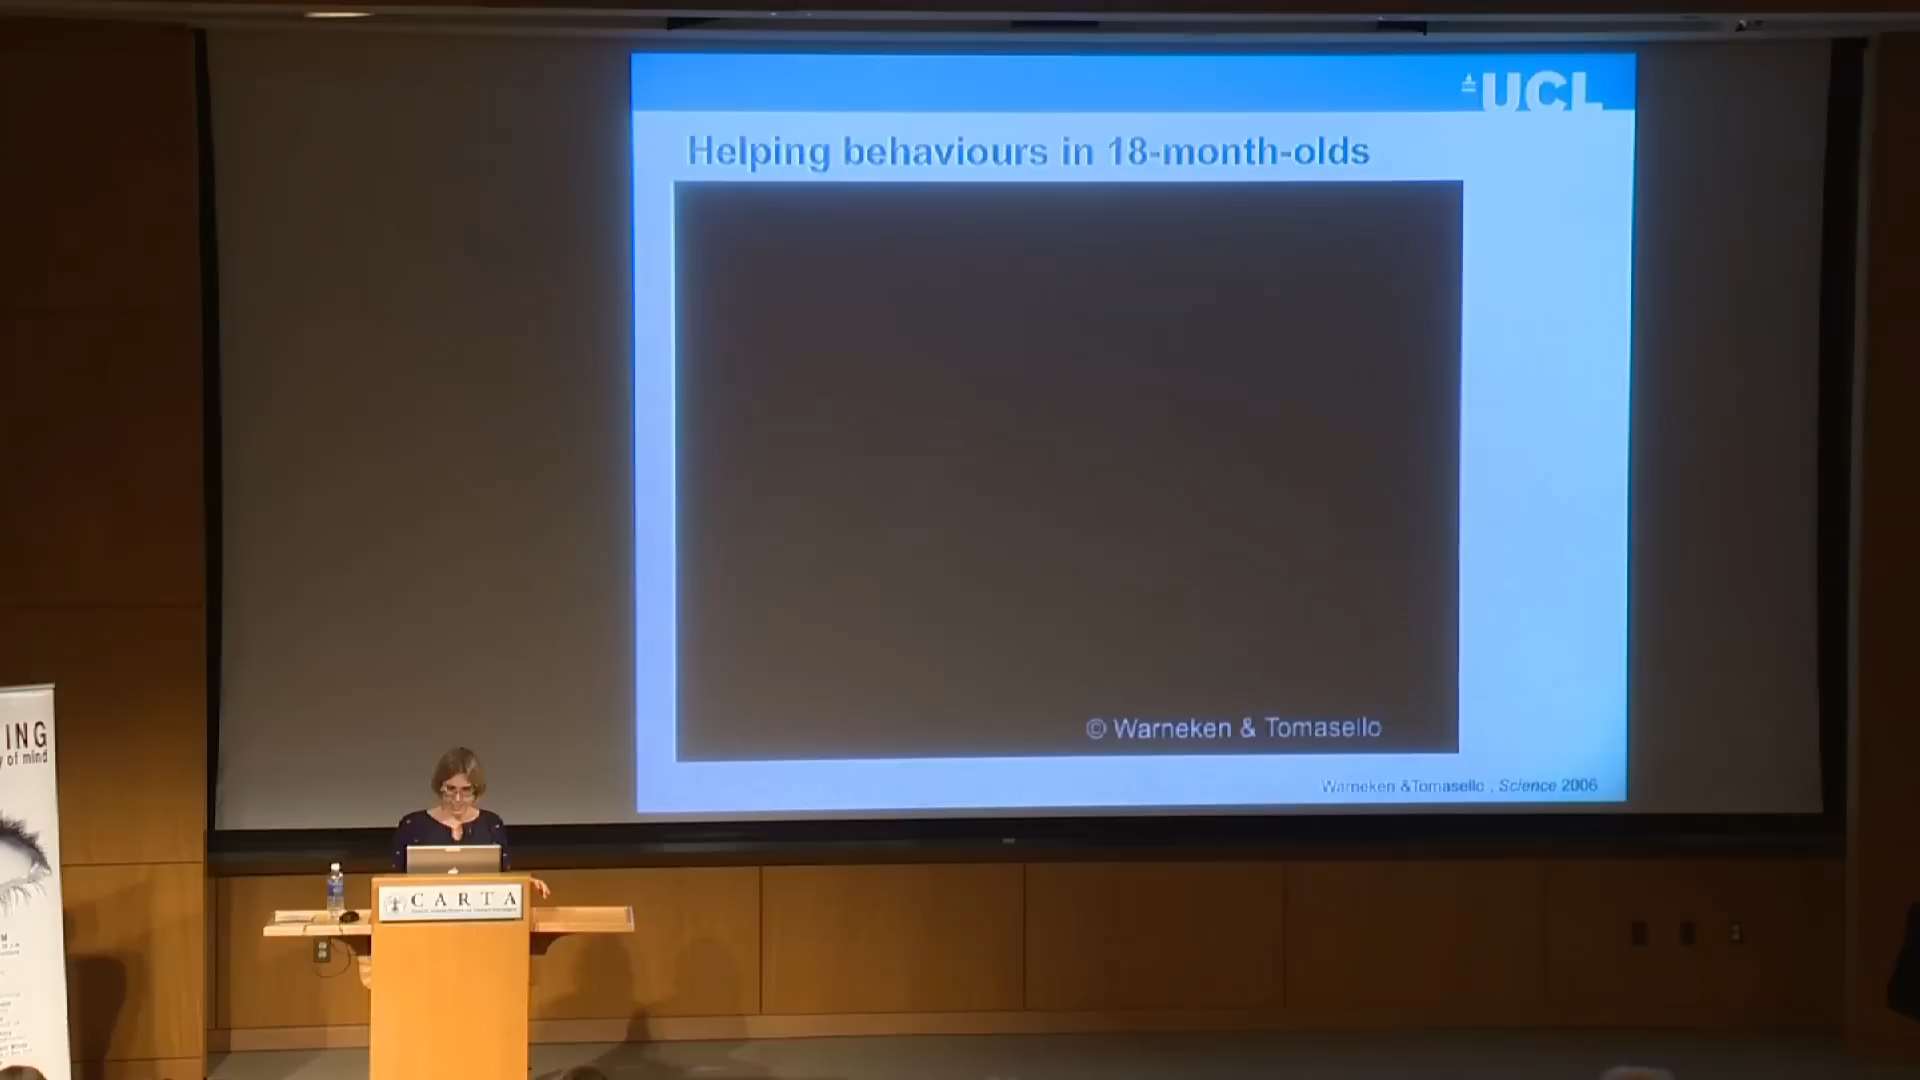 UCL
Helping behaviours in 18-month-olds
© Warneken & Tomasello
Warneken &Tomasello , Science 2006
ING
y of mind
CARTA